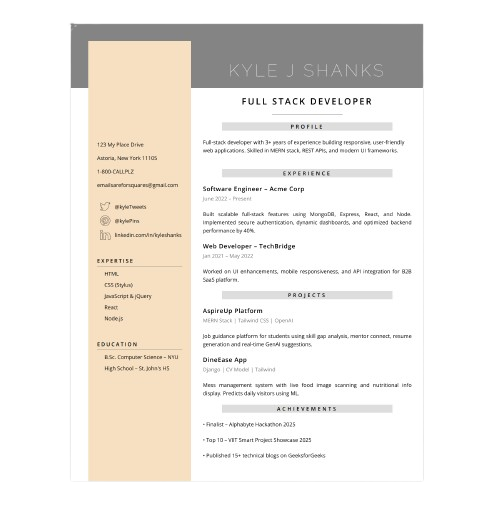 KYLE J SHANKS
FULL STACK DEVELOPER
PROFILE
Full-stack developer with 3+ years of experience building responsive, user-friendly
web applications. Skilled in MERN stack, REST APIs, and modern UI frameworks.
EXPERIENCE
Software Engineer – Acme Corp
June 2022 – Present
Built scalable full-stack features using MongoDB, Express, React, and Node.
Implemented secure authentication, dynamic dashboards, and optimized backend
performance by 40%.
Web Developer – TechBridge
Jan 2021 – May 2022
Worked on UI enhancements, mobile responsiveness, and API integration for B2B
SaaS platform.
PROJECTS
AspireUp Platform
MERN Stack | Tailwind CSS | OpenAI
Job guidance platform for students using skill gap analysis, mentor connect, resume
generation and real-time GenAI suggestions.
DineEase App
Django | CV Model | Tailwind
Mess management system with live food image scanning and nutritional info
display. Predicts daily visitors using ML.
ACHIEVEMENTS
• Finalist – Alphabyte Hackathon 2025
• Top 10 – VIIT Smart Project Showcase 2025
• Published 15+ technical blogs on GeeksforGeeks
123 My Place Drive
Astoria, New York 11105
1-800-CALLPLZ
emailsareforsquares@gmail.com
@kyleTweets
@kylePins
linkedin.com/in/kyleshanks
EXPERTISE
HTML
CSS (Stylus)
JavaScript & jQuery
React
Node.js
EDUCATION
B.Sc. Computer Science – NYU
High School – St. John's HS